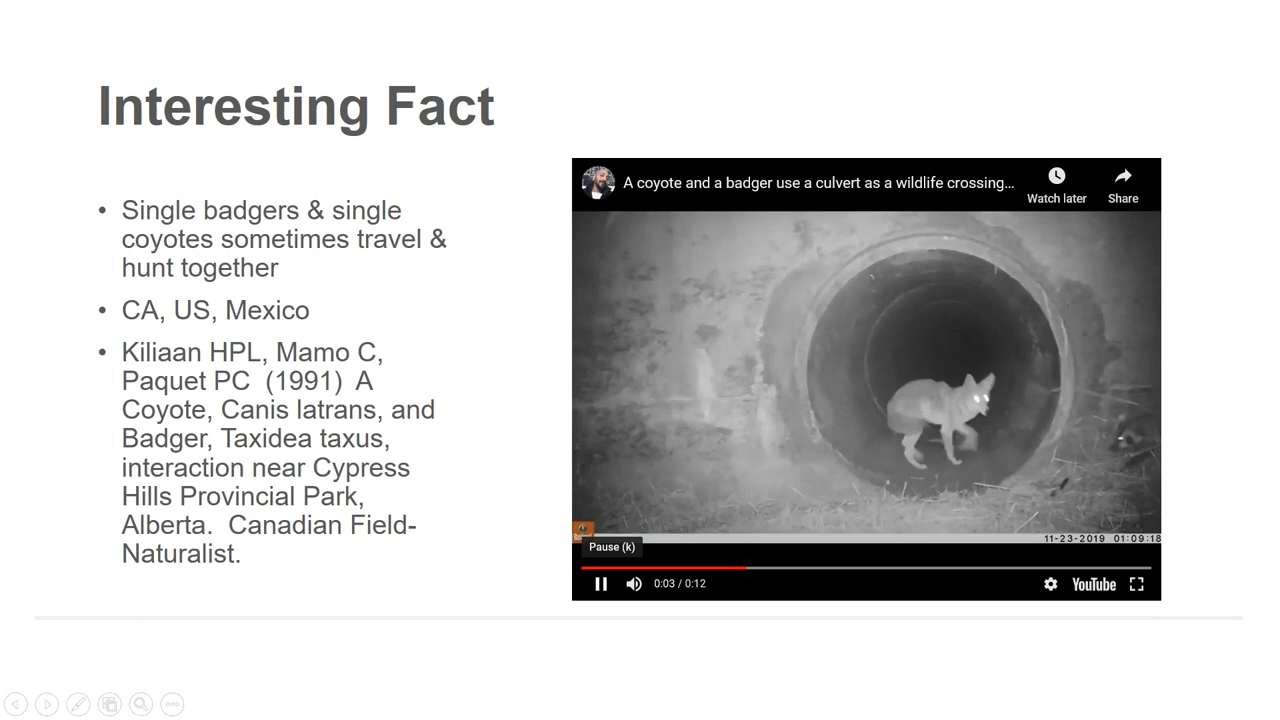 Interesting Fact
• Single badgers & single
coyotes sometimes travel &
hunt together
• CA, US, Mexico
• Kiliaan HPL, Mamo C,
Paquet PC (1991) A
Coyote, Canis latrans, and
Badger, Taxidea taxus,
interaction near Cypress
Hills Provincial Park,
Alberta. Canadian Field-
Naturalist.
A coyote and a badger use a culvert as a wildlife crossing...
Watch later
Share
11-23-2019 01:09:18
Pause (k)
0:03 / 0:12
YouTube